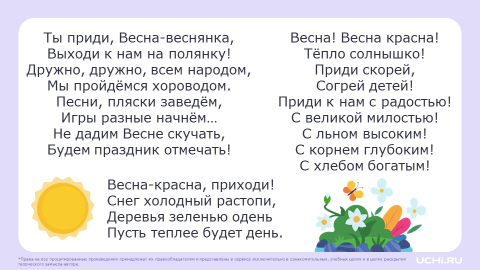 Ты приди, Весна-веснянка,
Выходи к нам на полянку!
Дружно, дружно, всем народом,
Мы пройдёмся хороводом.
Песни, пляски заведём,
Игры разные начнём…
Не дадим Весне скучать,
Будем праздник отмечать!
Весна! Весна красна!
Тёпло солнышко!
Приди скорей,
Согрей детей!
Приди к нам с радостью!
С великой милостью!
С льном высоким!
С корнем глубоким!
С хлебом богатым!
Весна-красна, приходи!
Снег холодный растопи,
Деревья зеленью одень
Пусть теплее будет день.
*Права на все процитированные произведения принадлежат их правообладателям и представлены в сервисе исключительно в ознакомительных, учебных целях и в целях раскрытия
творческого замысла автора.
UCHi.RU